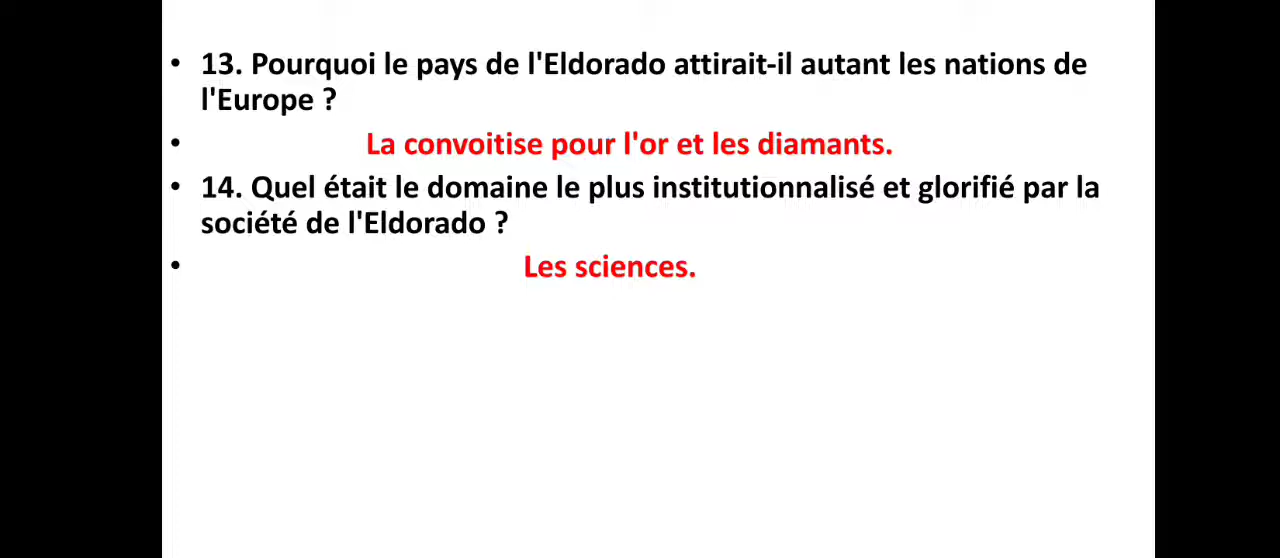 • 13. Pourquoi le pays de l'Eldorado attirait-il autant les nations de
l'Europe ?
• La convoitise pour l'or et les diamants.
• 14. Quel était le domaine le plus institutionnalisé et glorifié par la
société de l'Eldorado ?
• Les sciences.